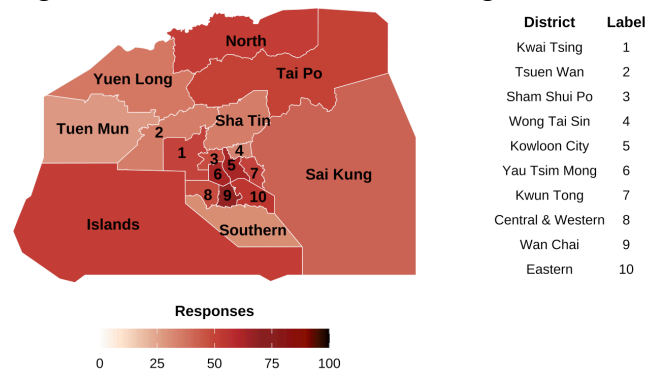 District Label
North
Kwai Tsing 1
Yuen Long
Tai Po
Tsuen Wan 2
Sham Shui Po 3
Tuen Mun
2
Sha Tin
Wong Tai Sin 4
1
3
4
5
Kowloon City 5
6
7
Sai Kung
Yau Tsim Mong 6
8
9
10
Kwun Tong 7
Islands
Southern
Central & Western 8
Wan Chai 9
Eastern 10
Responses
0 25 50 75 100